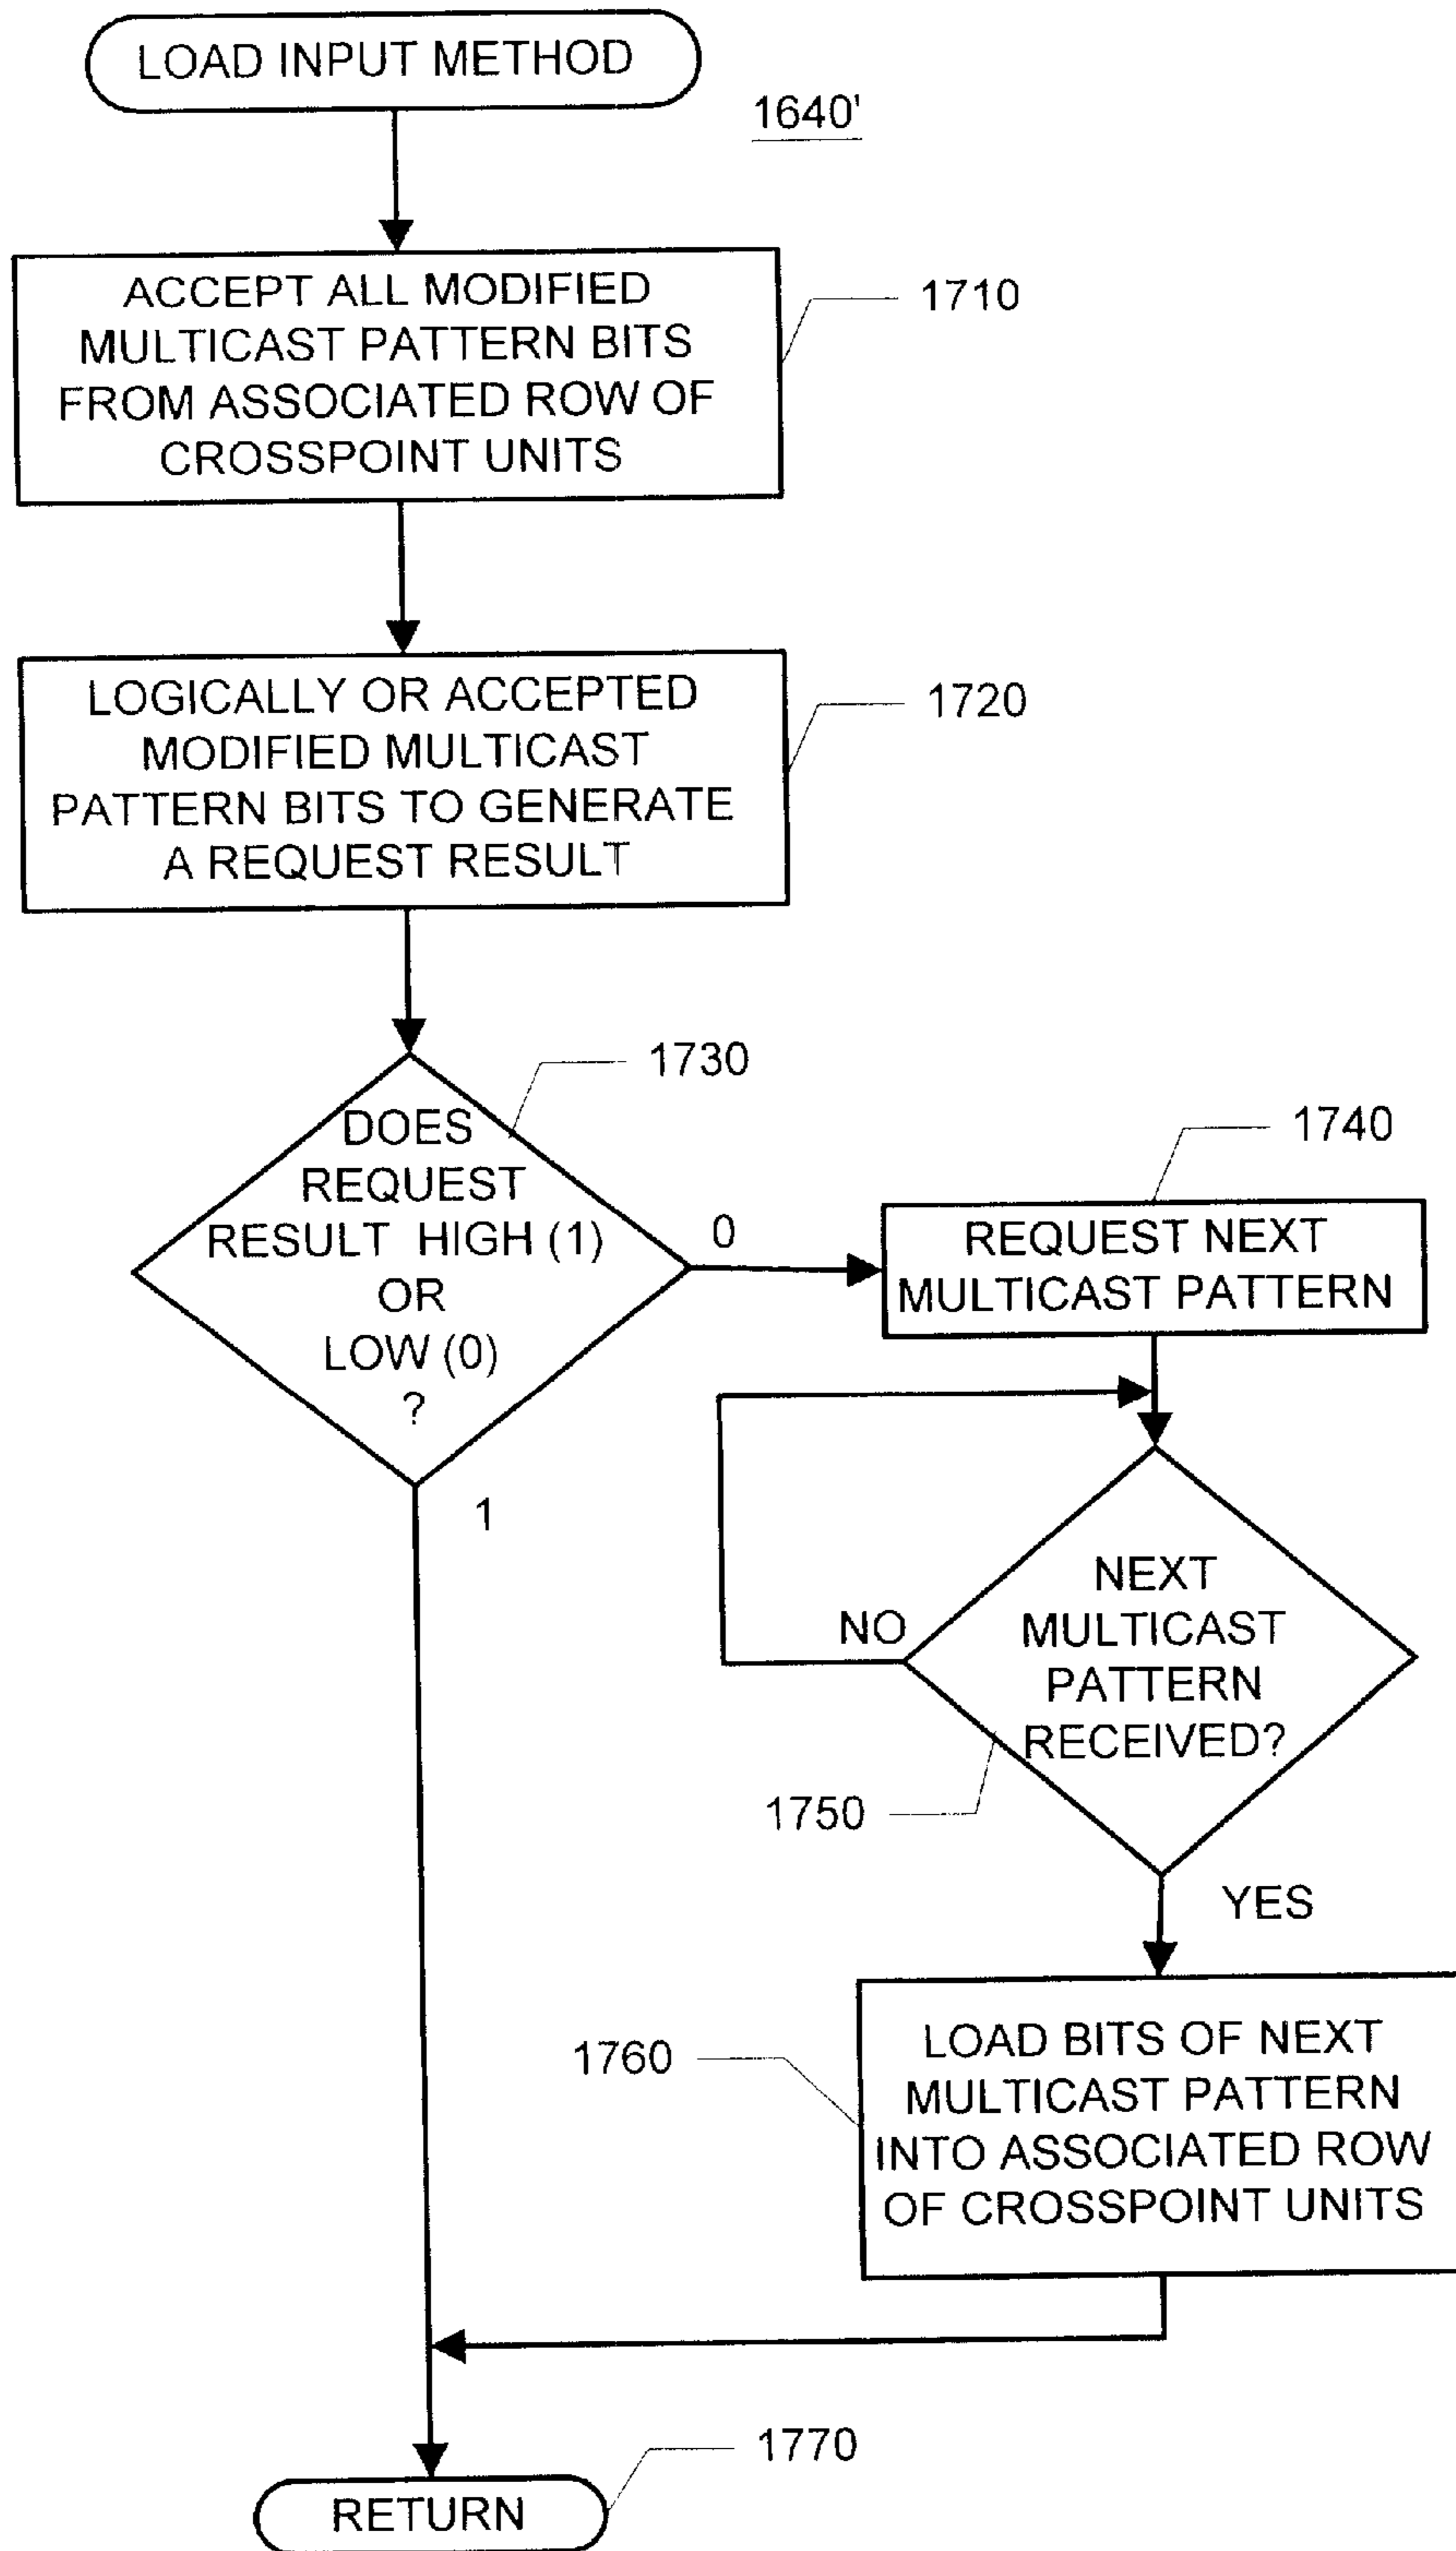 LOAD INPUT METHOD
1640'
ACCEPT ALL MODIFIED
MULTICAST PATTERN BITS
FROM ASSOCIATED ROW OF
CROSSPOINT UNITS
1710
LOGICALLY OR ACCEPTED
MODIFIED MULTICAST
PATTERN BITS TO GENERATE
A REQUEST RESULT
1720
1730
DOES
REQUEST
RESULT HIGH (1)
OR
LOW (0)
?
0
1
1740
REQUEST NEXT
MULTICAST PATTERN
NEXT
MULTICAST
PATTERN
RECEIVED?
NO
1750
YES
1760
LOAD BITS OF NEXT
MULTICAST PATTERN
INTO ASSOCIATED ROW
OF CROSSPOINT UNITS
1770
RETURN